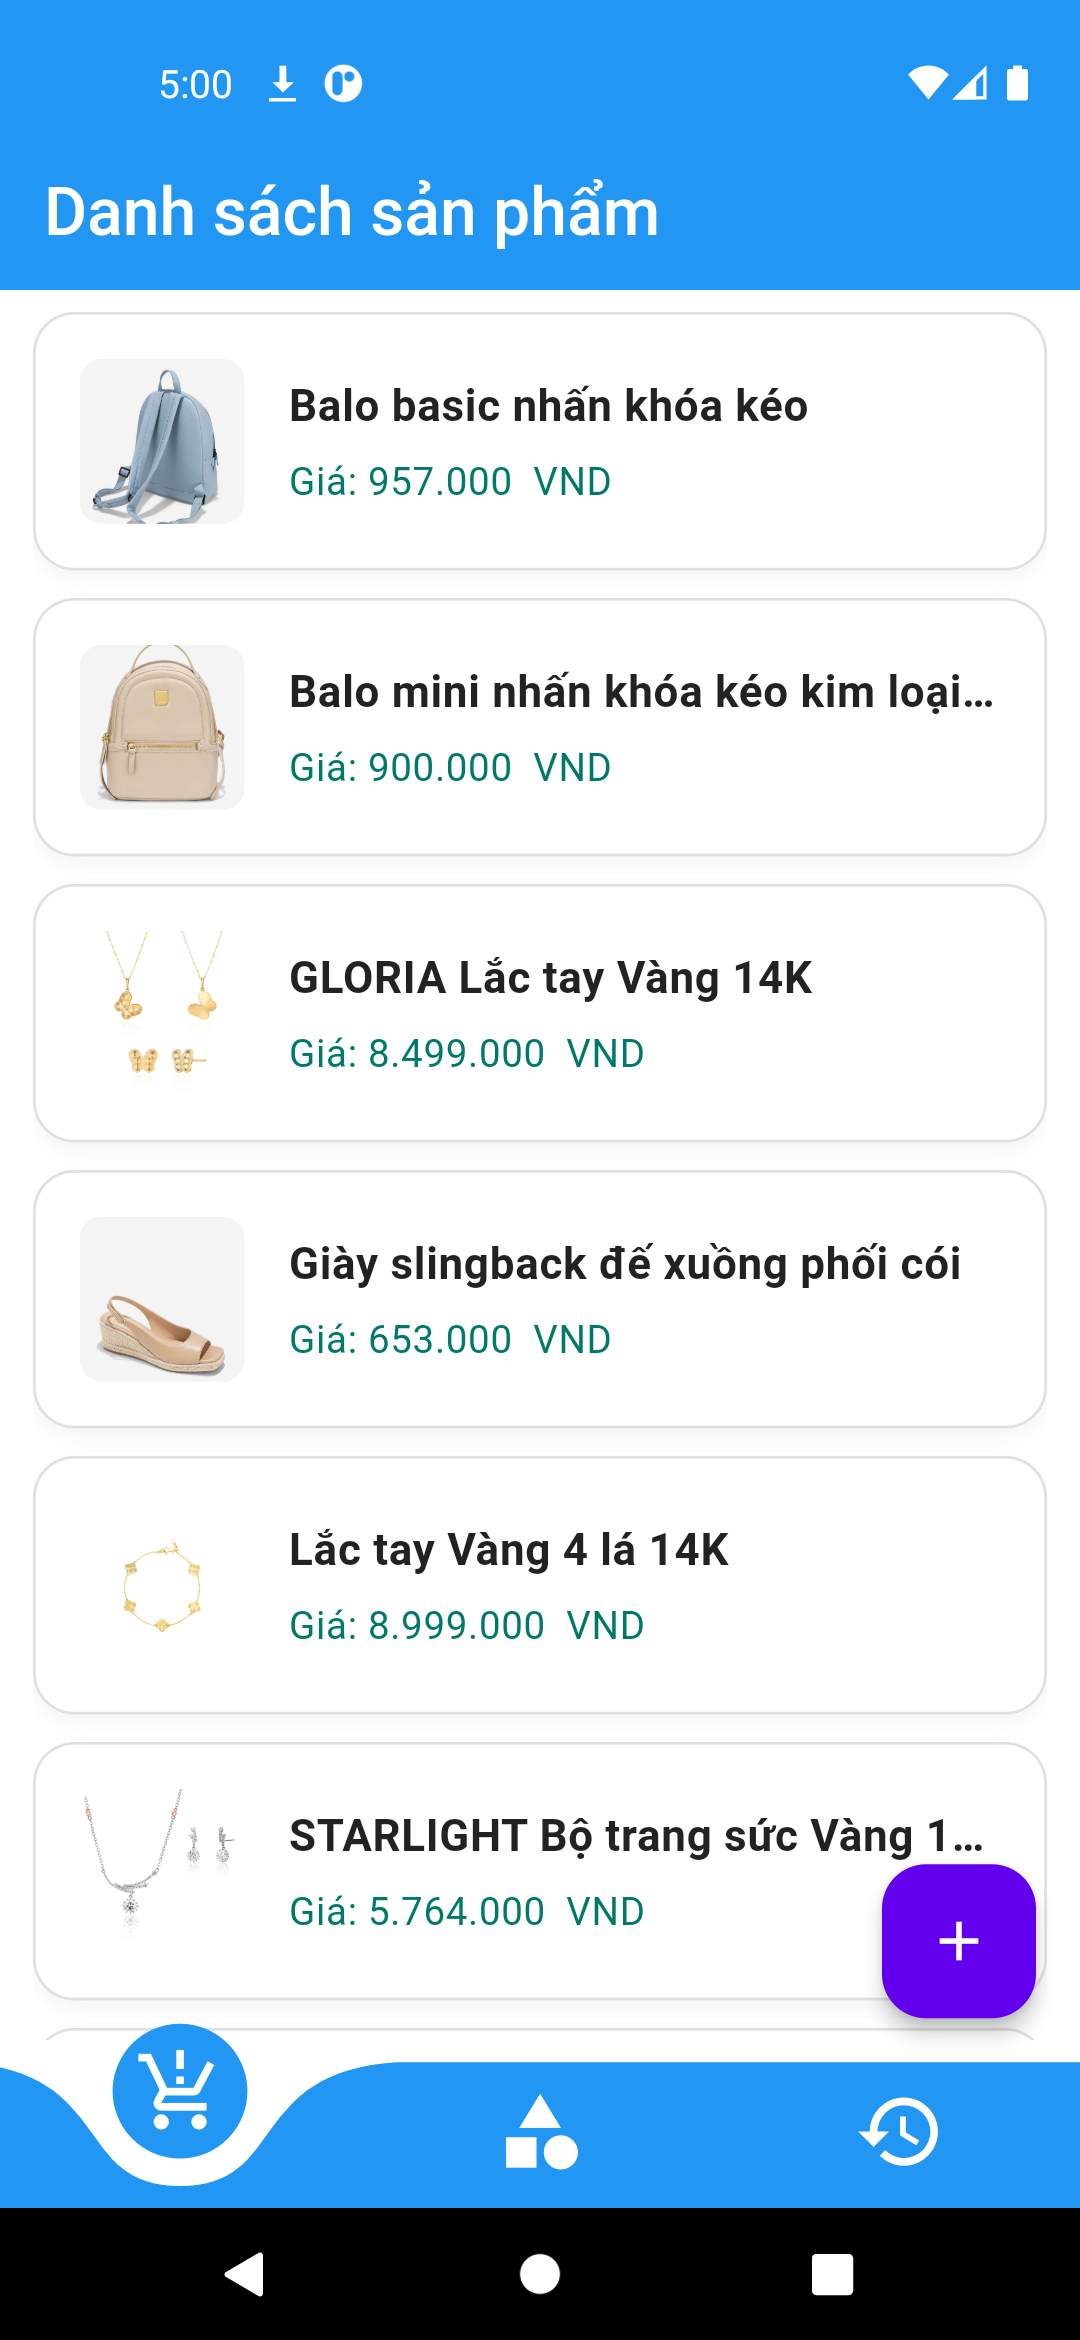 5:00
Danh sách sản phẩm
Balo basic nhấn khóa kéo
Giá: 957.000 VND
Balo mini nhấn khóa kéo kim loại...
Giá: 900.000 VND
GLORIA Lắc tay Vàng 14K
Giá: 8.499.000 VND
Giày slingback đế xuồng phối cói
Giá: 653.000 VND
Lắc tay Vàng 4 lá 14K
Giá: 8.999.000 VND
STARLIGHT Bộ trang sức Vàng 1...
Giá: 5.764.000 VND